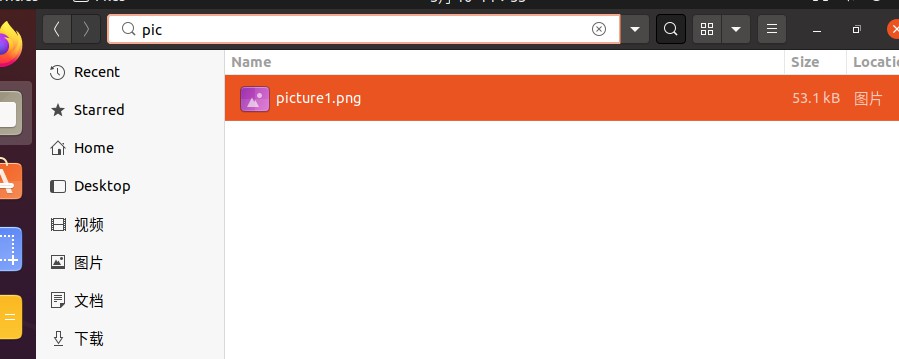 pic
Name Size
picture1.png 53.1 kB 图片
Recent
Starred
Home
Desktop
视频
图片
文档
下载